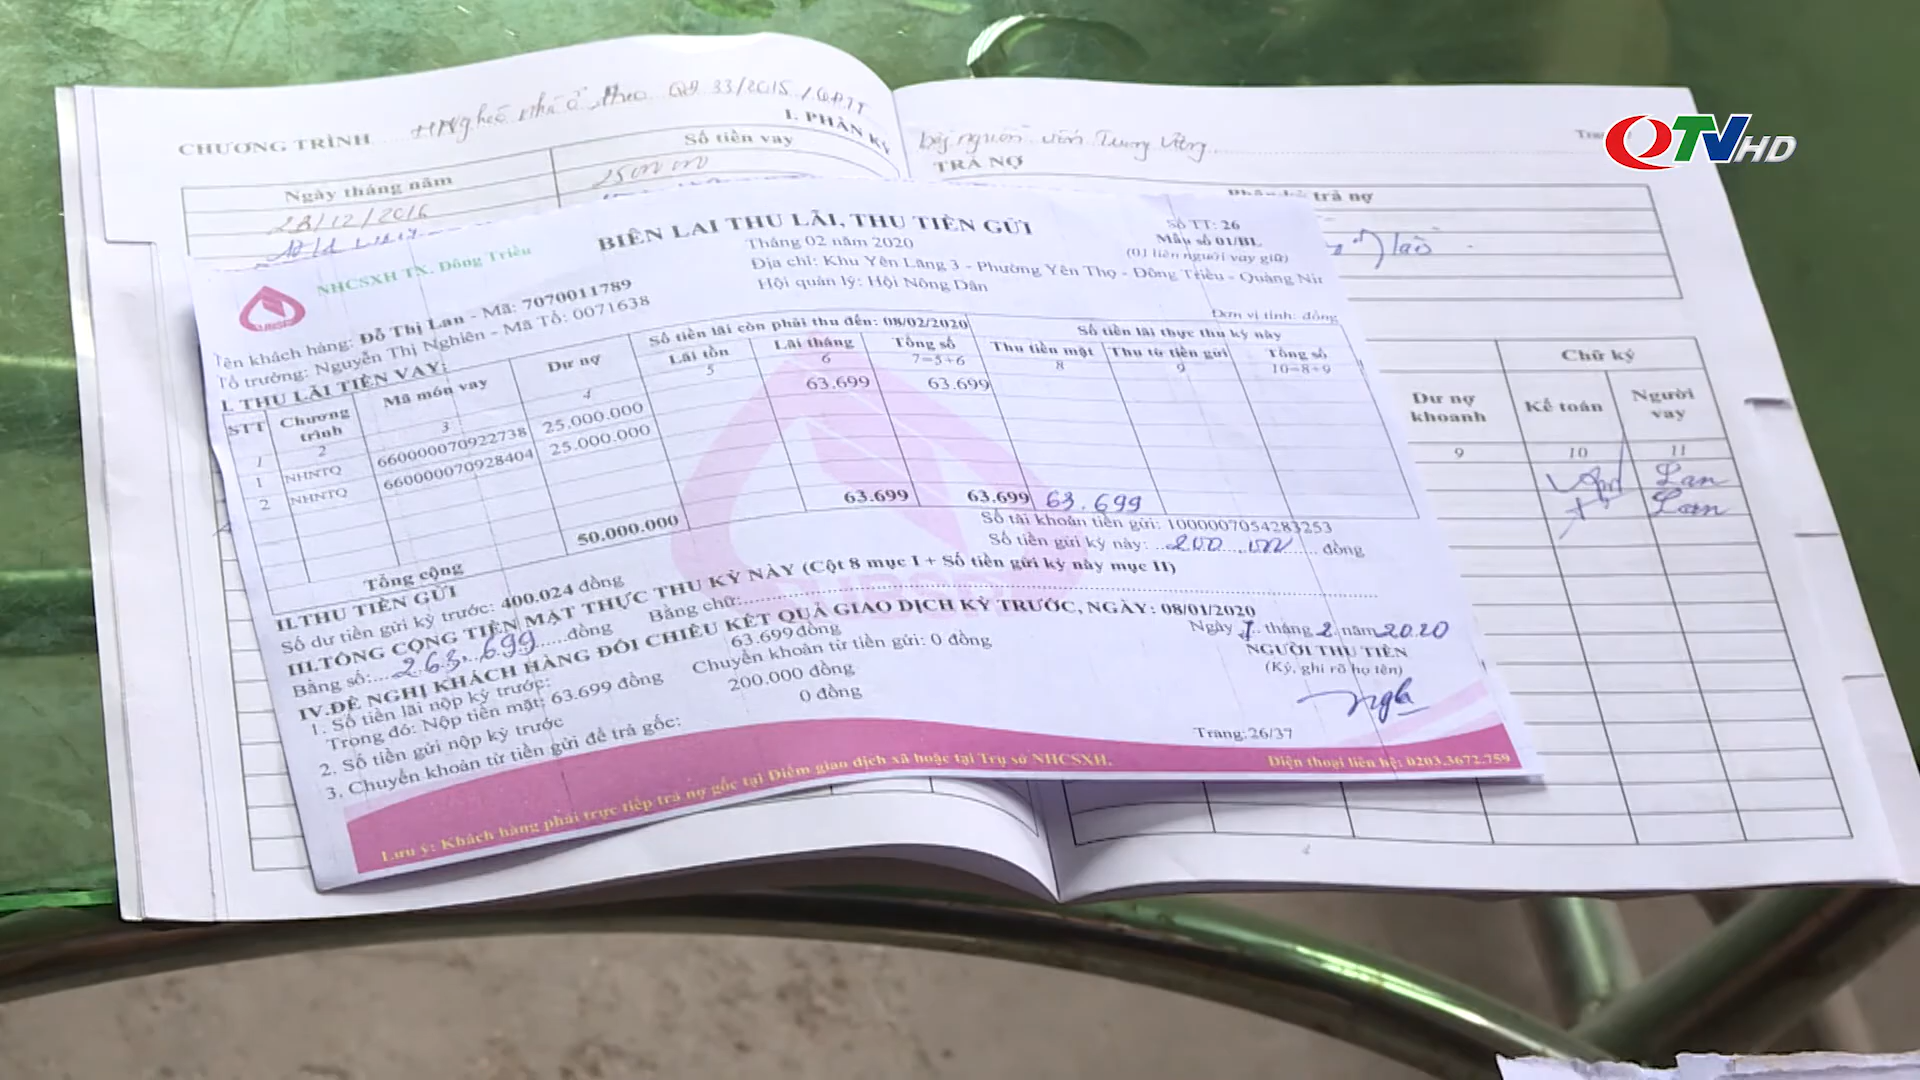 QTV HD
CHƯƠNG TRÌNH HNghèo nhà ở theo QĐ 33/2015/QĐ-TT
bằng nguồn vốn Trung Ương
I. PHÂN KỲ
TRẢ NỢ
Ngày tháng năm
Số tiền vay
trả nợ
28/12/2016
25000 000
NHCSXH TX. Đông Triều
BIÊN LAI THU LÃI, THU TIỀN GỬI
Tháng 02 năm 2020
Số TT: 26
Mẫu số 01/BL
(01 liên người vay giữ)
Địa chỉ: Khu Yên Lãng 3 - Phường Yên Thọ - Đông Triều - Quảng Nin
Hội quản lý: Hội Nông Dân
Tên khách hàng: Đỗ Thị Lan - Mã: 7070011789
Tổ trưởng: Nguyễn Thị Nghiên - Mã Tổ: 0071638
I. THU LÃI TIỀN VAY:
Đơn vị tính: đồng
STT Chương trình Mã món vay Dư nợ Số tiền lãi còn phải thu đến: 08/02/2020 Số tiền lãi thực thu kỳ này
Lãi tồn Lãi tháng Tổng số Thu tiền mặt Thu từ tiền gửi Tổng số
1 2 3 4 5 6 7=5+6 8 9 10=8+9
1 NHNTQ 660000070922738 25.000.000 63.699 63.699
2 NHNTQ 660000070928404 25.000.000
Tổng cộng 50.000.000 63.699 63.699 63.699
II.THU TIỀN GỬI
Số tài khoản tiền gửi: 1000007054283253
Số dư tiền gửi kỳ trước: 400.024 đồng
Số tiền gửi kỳ này: 200.000 đồng
III.TỔNG CỘNG TIỀN MẶT THỰC THU KỲ NÀY (Cột 8 mục I + Số tiền gửi kỳ này mục II)
Bằng số: 263.699 đồng Bằng chữ:
IV.ĐỀ NGHỊ KHÁCH HÀNG ĐỐI CHIẾU KẾT QUẢ GIAO DỊCH KỲ TRƯỚC, NGÀY: 08/01/2020
1. Số tiền lãi nộp kỳ trước: 63.699 đồng
Trong đó: Nộp tiền mặt: 63.699 đồng Chuyển khoản từ tiền gửi: 0 đồng
2. Số tiền gửi nộp kỳ trước 200.000 đồng
3. Chuyển khoản từ tiền gửi để trả gốc: 0 đồng
Ngày 7 tháng 2 năm 2020
NGƯỜI THU TIỀN
(Ký, ghi rõ họ tên)
Trang:26/37
Lưu ý: Khách hàng phải trực tiếp trả nợ gốc tại Điểm giao dịch xã hoặc tại Trụ sở NHCSXH.
Điện thoại liên hệ: 0203.3672.759
Chữ ký
Dư nợ khoanh Kế toán Người vay
9 10 11
Lan
Lan